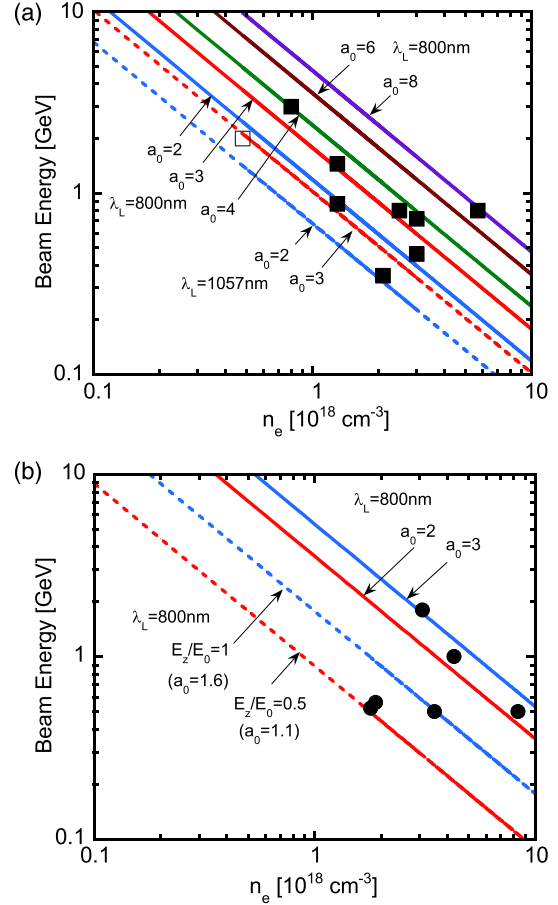 (a)
10
a₀=6
λL=800nm
a₀=8
a₀=2
a₀=3
λL=800nm
a₀=4
a₀=2
λL=1057nm
a₀=3
1
0.1
Beam Energy [GeV]
0.1
1
10
nₑ [10¹⁸ cm⁻³]
(b)
10
λL=800nm
a₀=2
a₀=3
λL=800nm
E_z/E₀=1
(a₀=1.6)
E_z/E₀=0.5
(a₀=1.1)
1
0.1
Beam Energy [GeV]
0.1
1
10
nₑ [10¹⁸ cm⁻³]